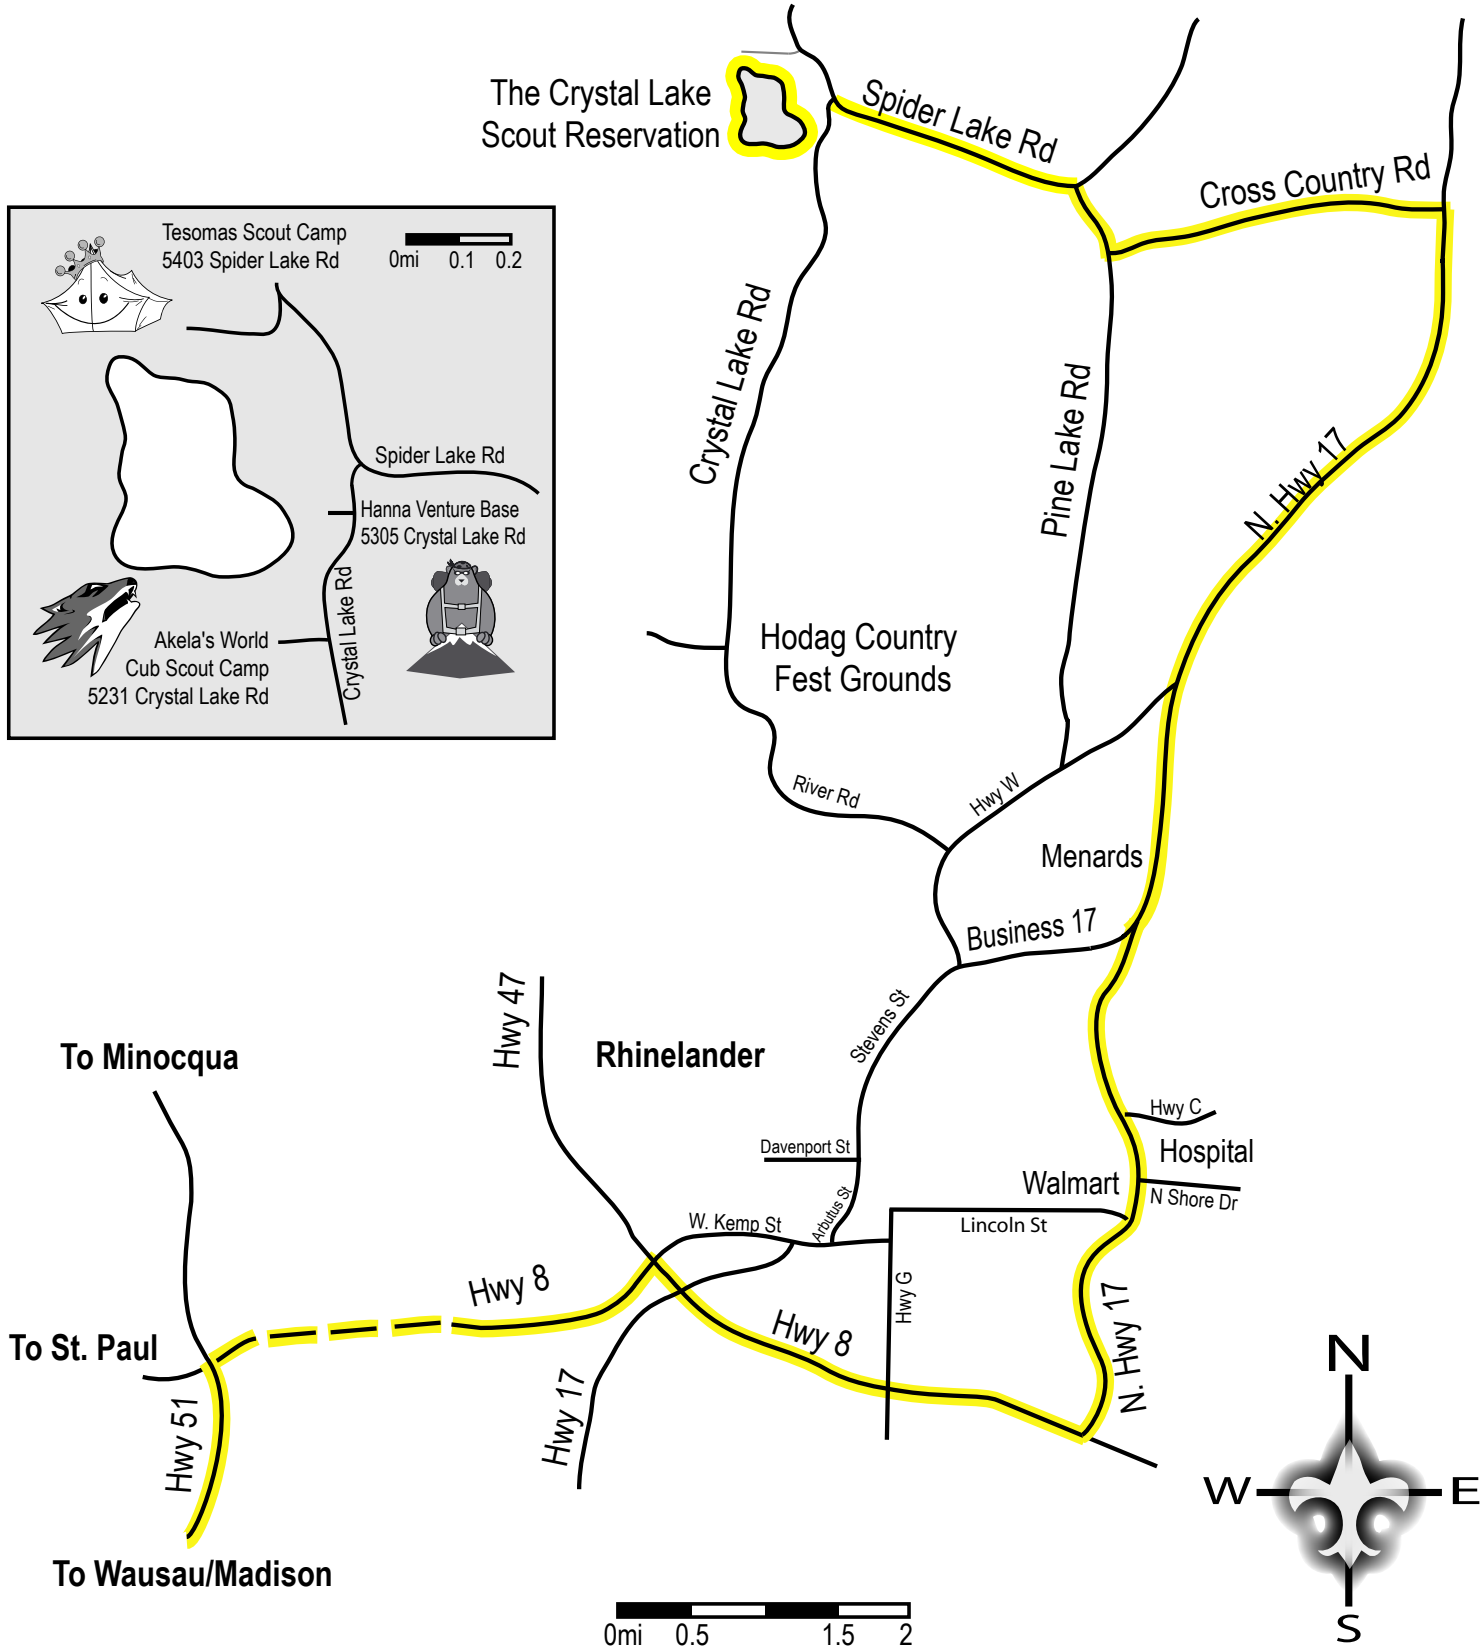 The Crystal Lake
Scout Reservation
Spider Lake Rd
Cross Country Rd
Tesomas Scout Camp
5403 Spider Lake Rd
0mi 0.1 0.2
Spider Lake Rd
Hanna Venture Base
5305 Crystal Lake Rd
Crystal Lake Rd
Akela's World
Cub Scout Camp
5231 Crystal Lake Rd
Crystal Lake Rd
Pine Lake Rd
N. Hwy 17
Hodag Country
Fest Grounds
River Rd
Hwy W
Menards
Business 17
Stevens St
Hwy 47
Rhinelander
To Minocqua
Hwy C
Hospital
Davenport St
Walmart
N Shore Dr
Arbutus St
W. Kemp St
Lincoln St
Hwy 8
Hwy G
N. Hwy 17
Hwy 8
To St. Paul
Hwy 51
Hwy 17
To Wausau/Madison
N
W
E
S
0mi 0.5 1.5 2